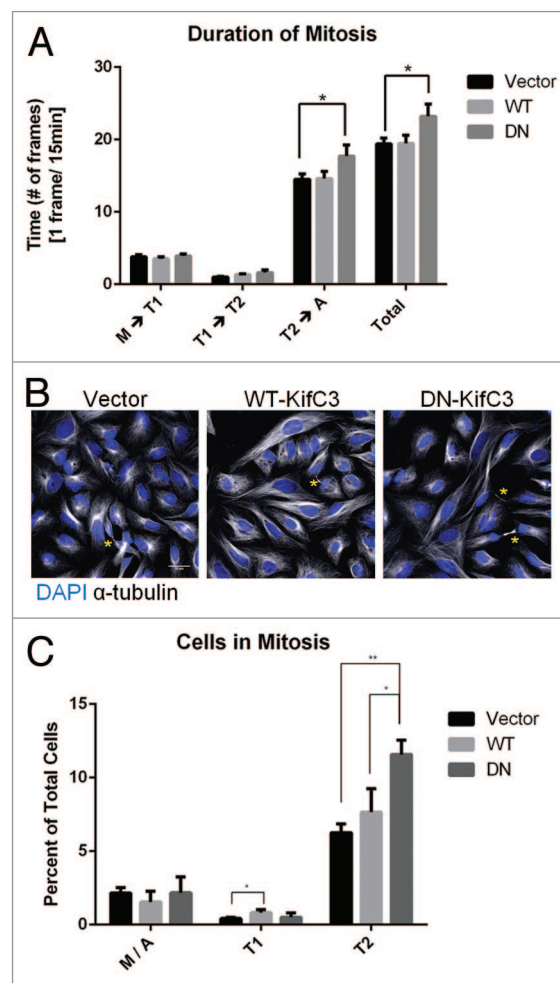 A
Duration of Mitosis
Time (# of frames)
[1 frame/ 15min]
30
20
10
0
M ➔ T1
T1 ➔ T2
T2 ➔ A
Total
*
*
Vector
WT
DN
B
Vector
WT-KifC3
DN-KifC3
*
*
*
*
DAPI α-tubulin
C
Cells in Mitosis
Percent of Total Cells
15
10
5
0
M / A
T1
T2
*
**
*
Vector
WT
DN